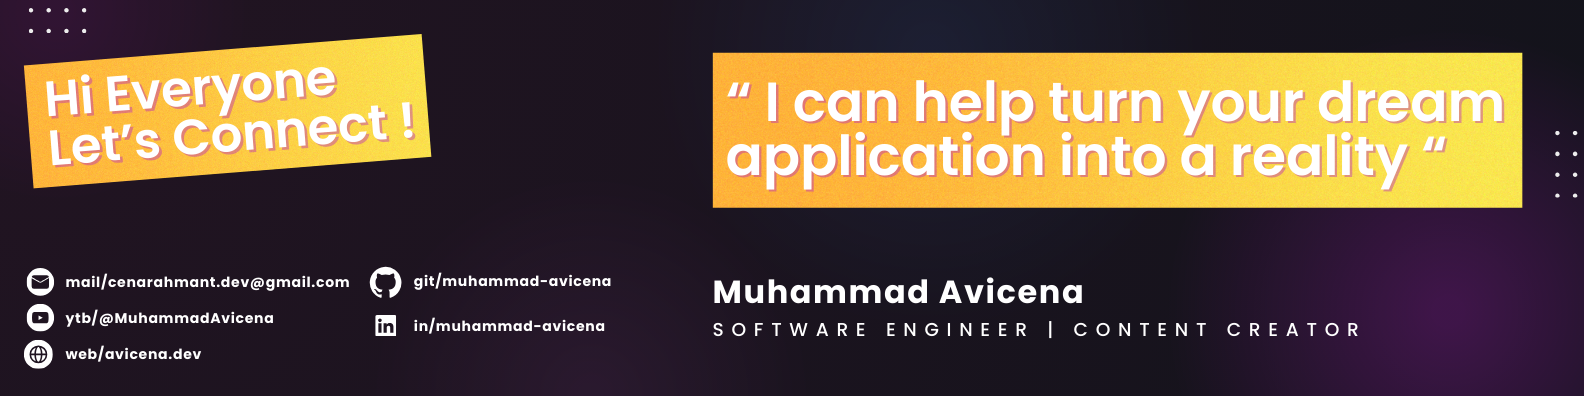 Hi Everyone
Let’s Connect !
“ I can help turn your dream
application into a reality “
mail/cenarahmant.dev@gmail.com
git/muhammad-avicena
ytb/@MuhammadAvicena
in/muhammad-avicena
web/avicena.dev
Muhammad Avicena
SOFTWARE ENGINEER | CONTENT CREATOR